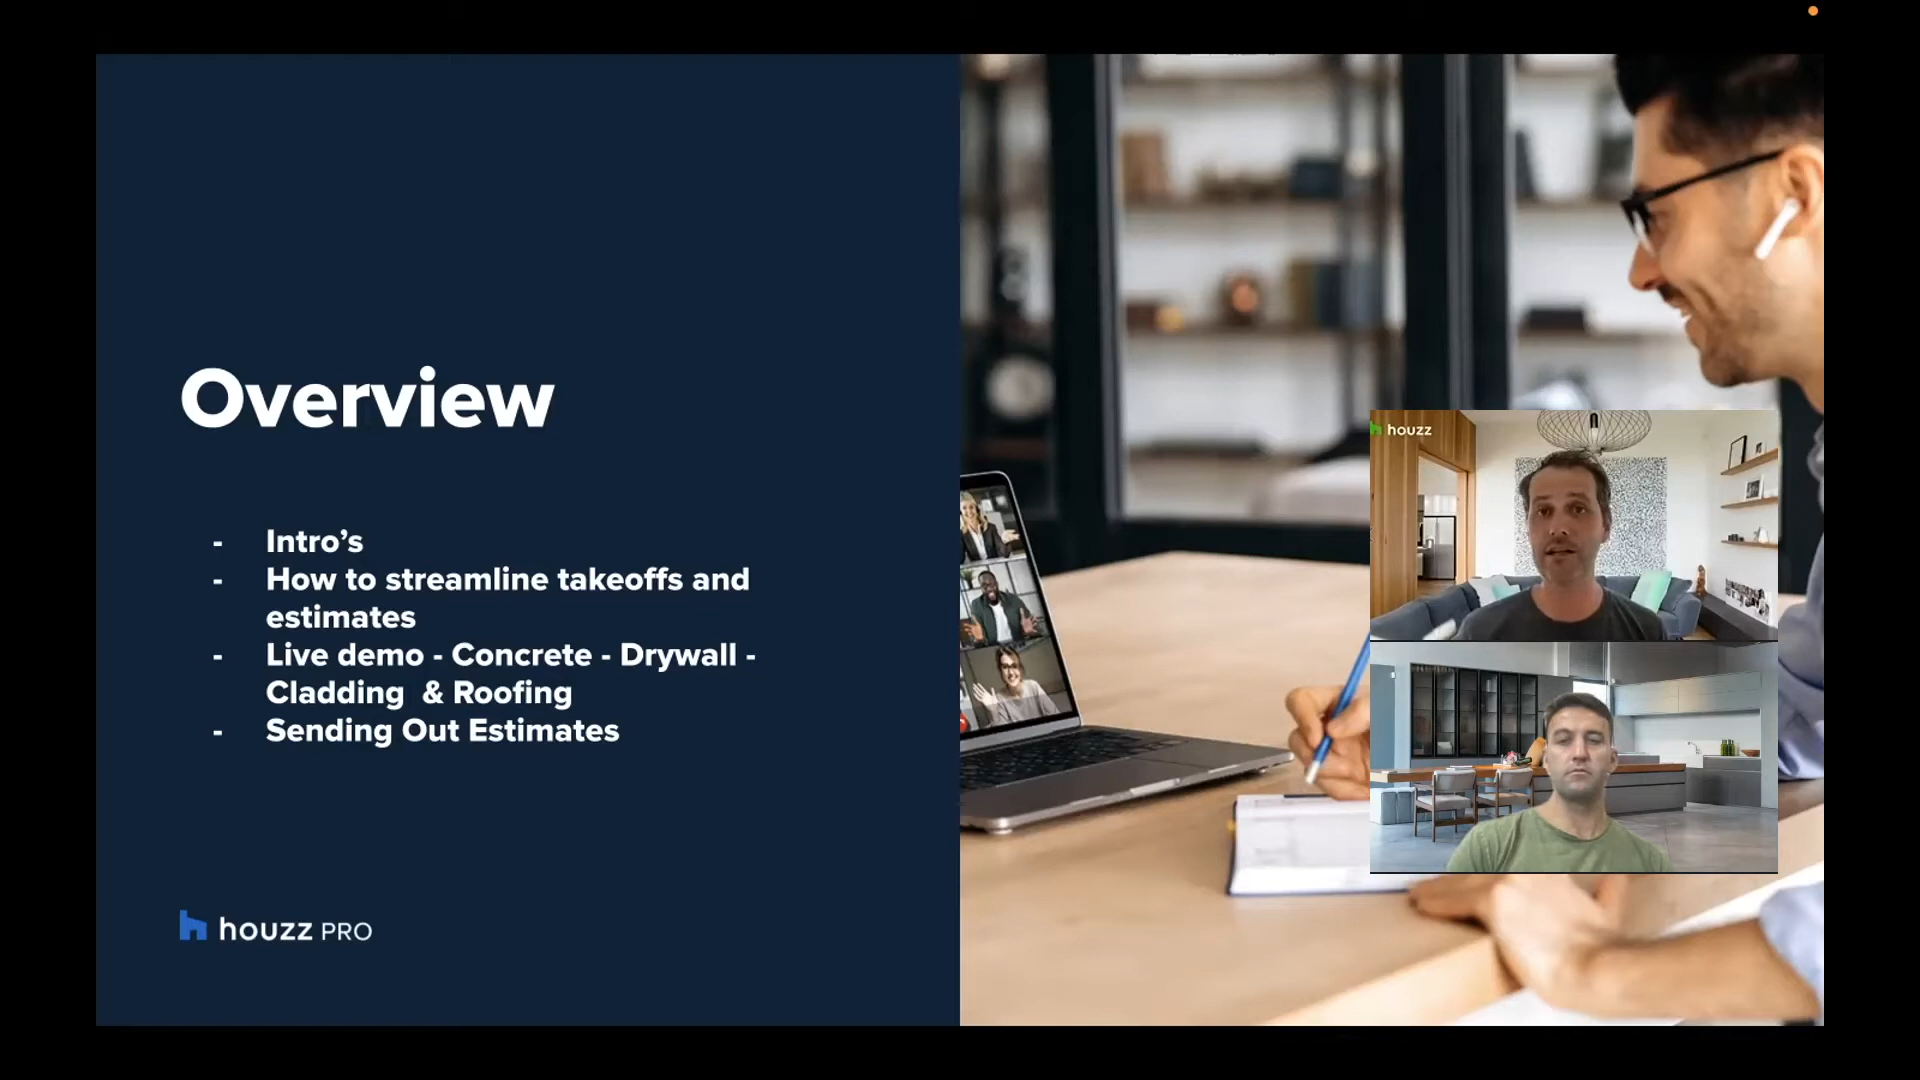 Overview
- Intro’s
- How to streamline takeoffs and
estimates
- Live demo - Concrete - Drywall -
Cladding & Roofing
- Sending Out Estimates
houzz PRO
houzz